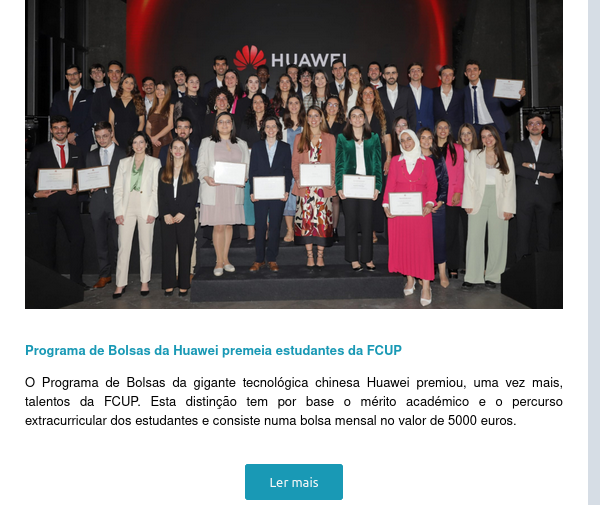 HUAWEI
Programa de Bolsas da Huawei premeia estudantes da FCUP
O Programa de Bolsas da gigante tecnológica chinesa Huawei premiou, uma vez mais,
talentos da FCUP. Esta distinção tem por base o mérito académico e o percurso
extracurricular dos estudantes e consiste numa bolsa mensal no valor de 5000 euros.
Ler mais